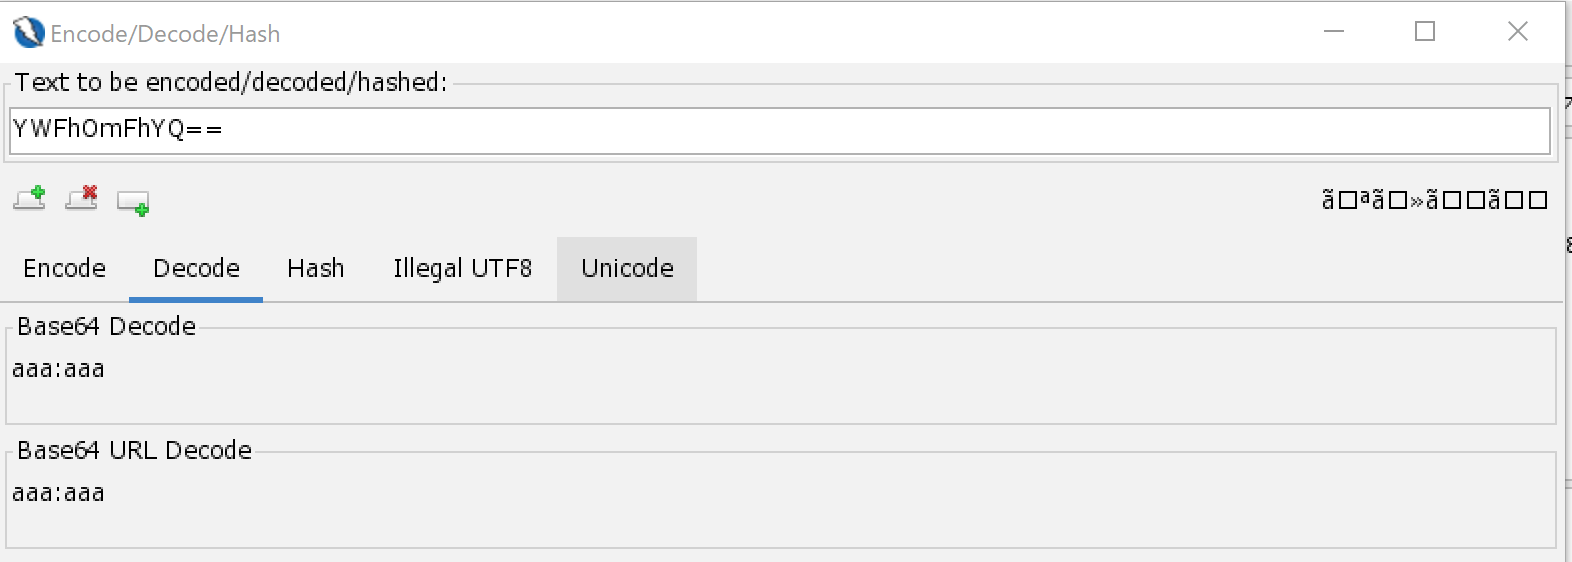 Encode/Decode/Hash
Text to be encoded/decoded/hashed:
YWFhOmFhYQ==
ã□ªã□»ã□□ã□□
Encode Decode Hash Illegal UTF8 Unicode
Base64 Decode
aaa:aaa
Base64 URL Decode
aaa:aaa